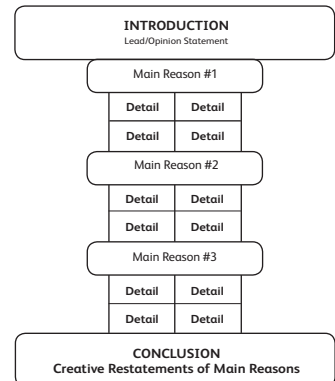 INTRODUCTION
Lead/Opinion Statement
Main Reason #1
Detail Detail
Detail Detail
Main Reason #2
Detail Detail
Detail Detail
Main Reason #3
Detail Detail
Detail Detail
CONCLUSION
Creative Restatements of Main Reasons